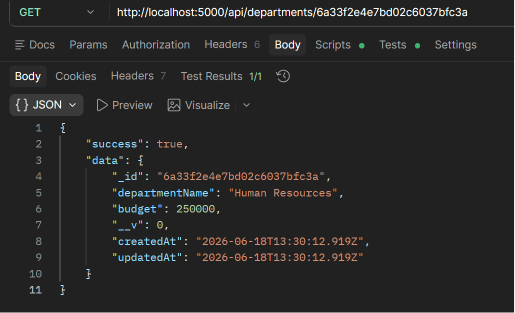 GET http://localhost:5000/api/departments/6a33f2e4e7bd02c6037bfc3a
Docs Params Authorization Headers 6 Body Scripts Tests Settings
Body Cookies Headers 7 Test Results 1/1
{} JSON Preview Visualize
1 {
2 "success": true,
3 "data": {
4 "_id": "6a33f2e4e7bd02c6037bfc3a",
5 "departmentName": "Human Resources",
6 "budget": 250000,
7 "__v": 0,
8 "createdAt": "2026-06-18T13:30:12.919Z",
9 "updatedAt": "2026-06-18T13:30:12.919Z"
10 }
11 }